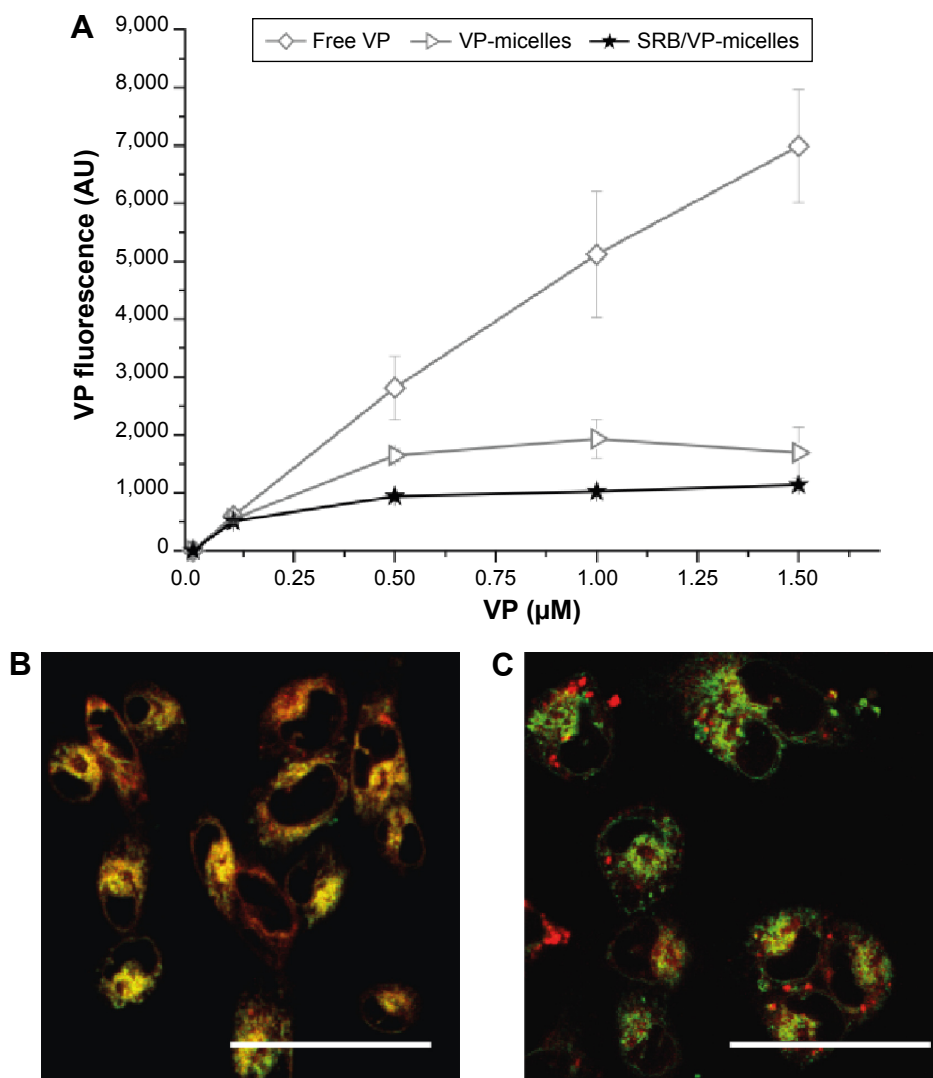 A
Free VP VP-micelles SRB/VP-micelles
VP fluorescence (AU)
9,000
8,000
7,000
6,000
5,000
4,000
3,000
2,000
1,000
0
0.0 0.25 0.50 0.75 1.00 1.25 1.50
VP (µM)
B C